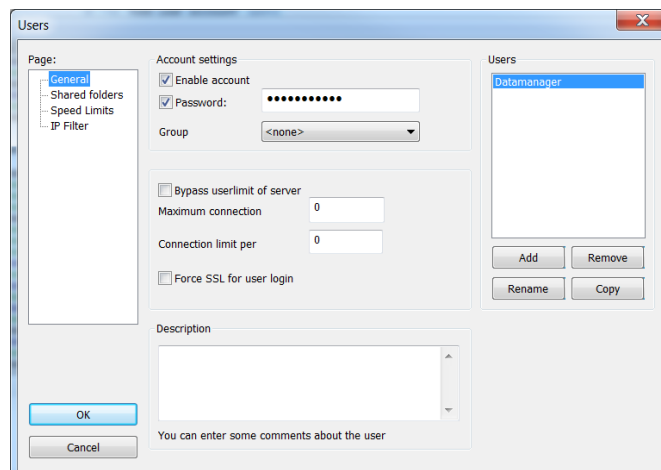 Users
Page:
General
Shared folders
Speed Limits
IP Filter
OK
Cancel
Account settings
Enable account
Password: •••••••••••
Group <none>
Bypass userlimit of server
Maximum connection 0
Connection limit per 0
Force SSL for user login
Description
You can enter some comments about the user
Users
Datamanager
Add Remove
Rename Copy